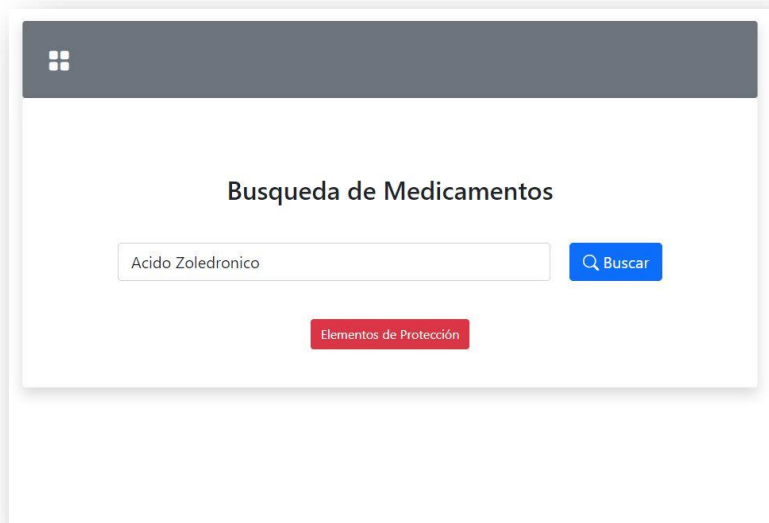 Busqueda de Medicamentos
Acido Zoledronico
Buscar
Elementos de Protección